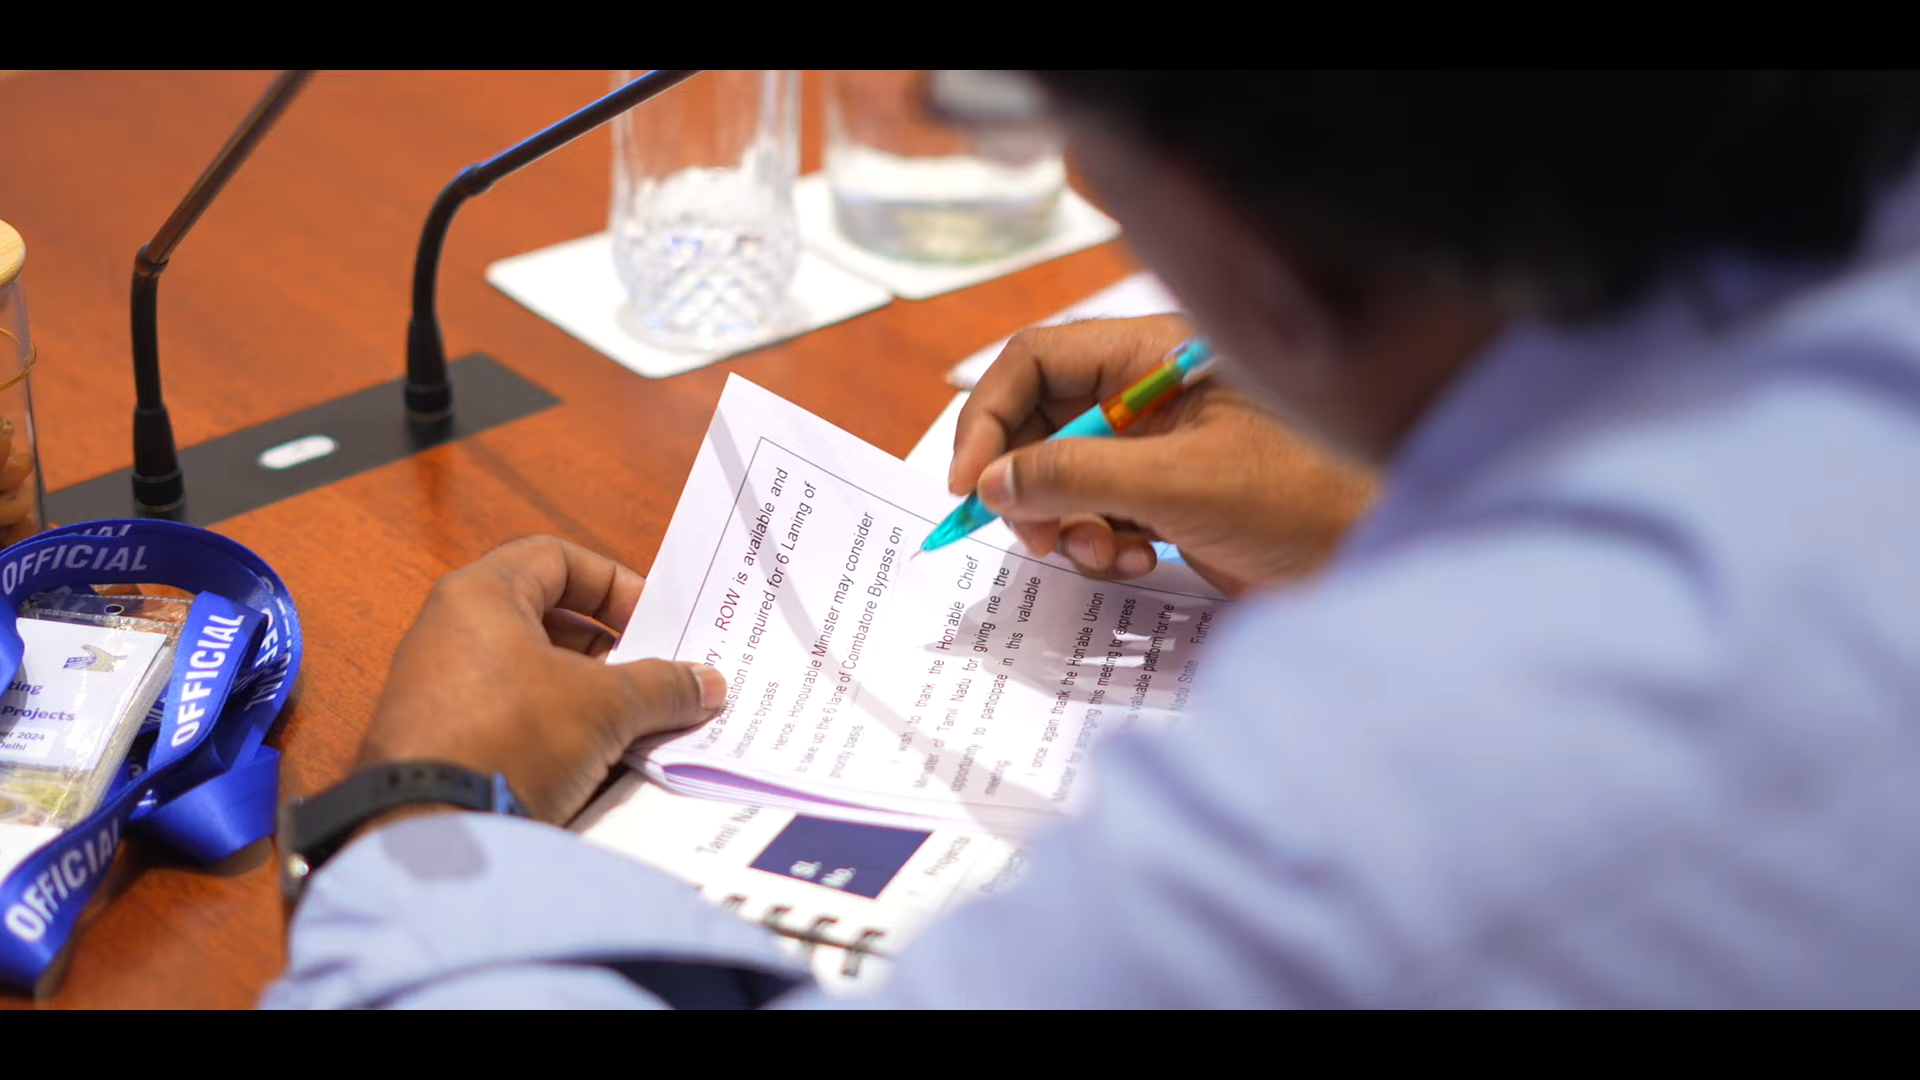 OFFICIAL
OFFICIAL
OFFICIAL
OFFICIAL
Projects
2024
Delhi
ROW is available and
acquisition is required for 6 Laning of
bypass
Hence Honourable Minister may consider
to take up the 6 lane of Coimbatore Bypass on
priority basis
I wish to thank the Hon'able Chief
Minister of Tamil Nadu for giving me the
opportunity to participate in this valuable
meeting
I once again thank the Hon'able Union
Minister for arranging this meeting to express
valuable platform for the
Nadu State. Further,
Tamil
Sl.
No.
Projects